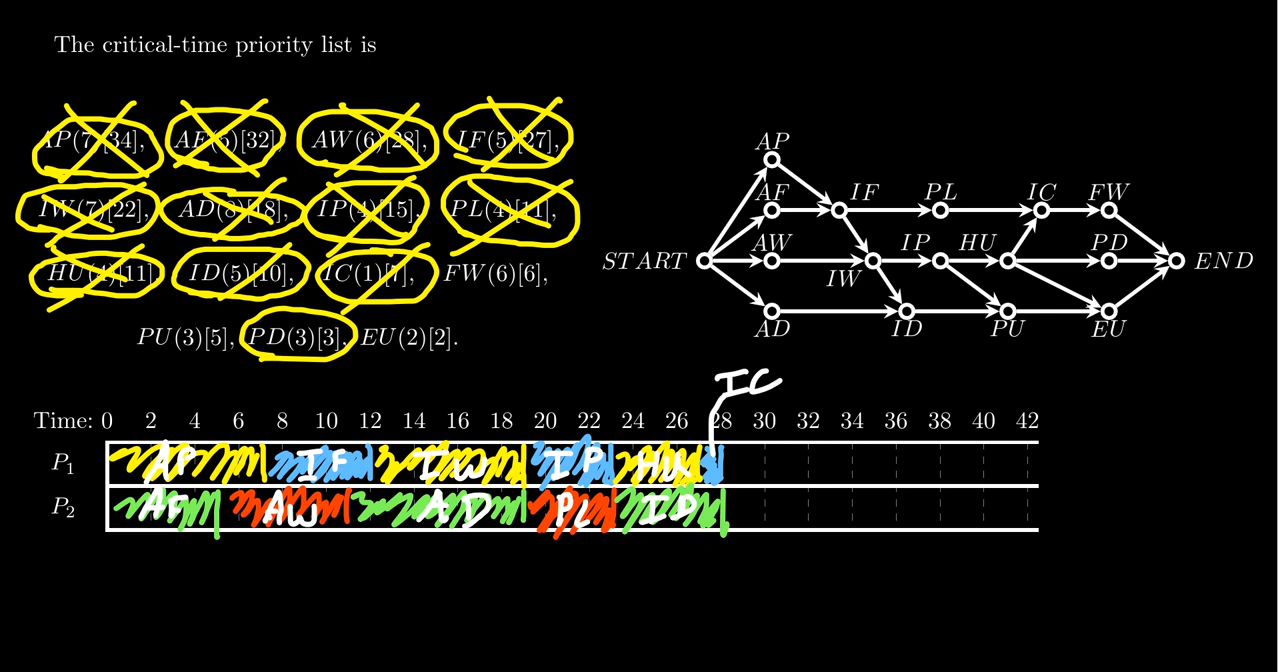 The critical-time priority list is
AP(7)[34], AF(5)[32], AW(6)[28], IF(5)[27],
IW(7)[22], AD(8)[18], IP(4)[15], PL(4)[11],
HU(4)[11], ID(5)[10], IC(1)[7], FW(6)[6],
PU(3)[5], PD(3)[3], EU(2)[2].
AP
AF IF PL IC FW
START AW IW IP HU PD END
AD ID PU EU
IC
Time: 0 2 4 6 8 10 12 14 16 18 20 22 24 26 28 30 32 34 36 38 40 42
P1 AP IF IW IP HU
P2 AF AW AD PL ID